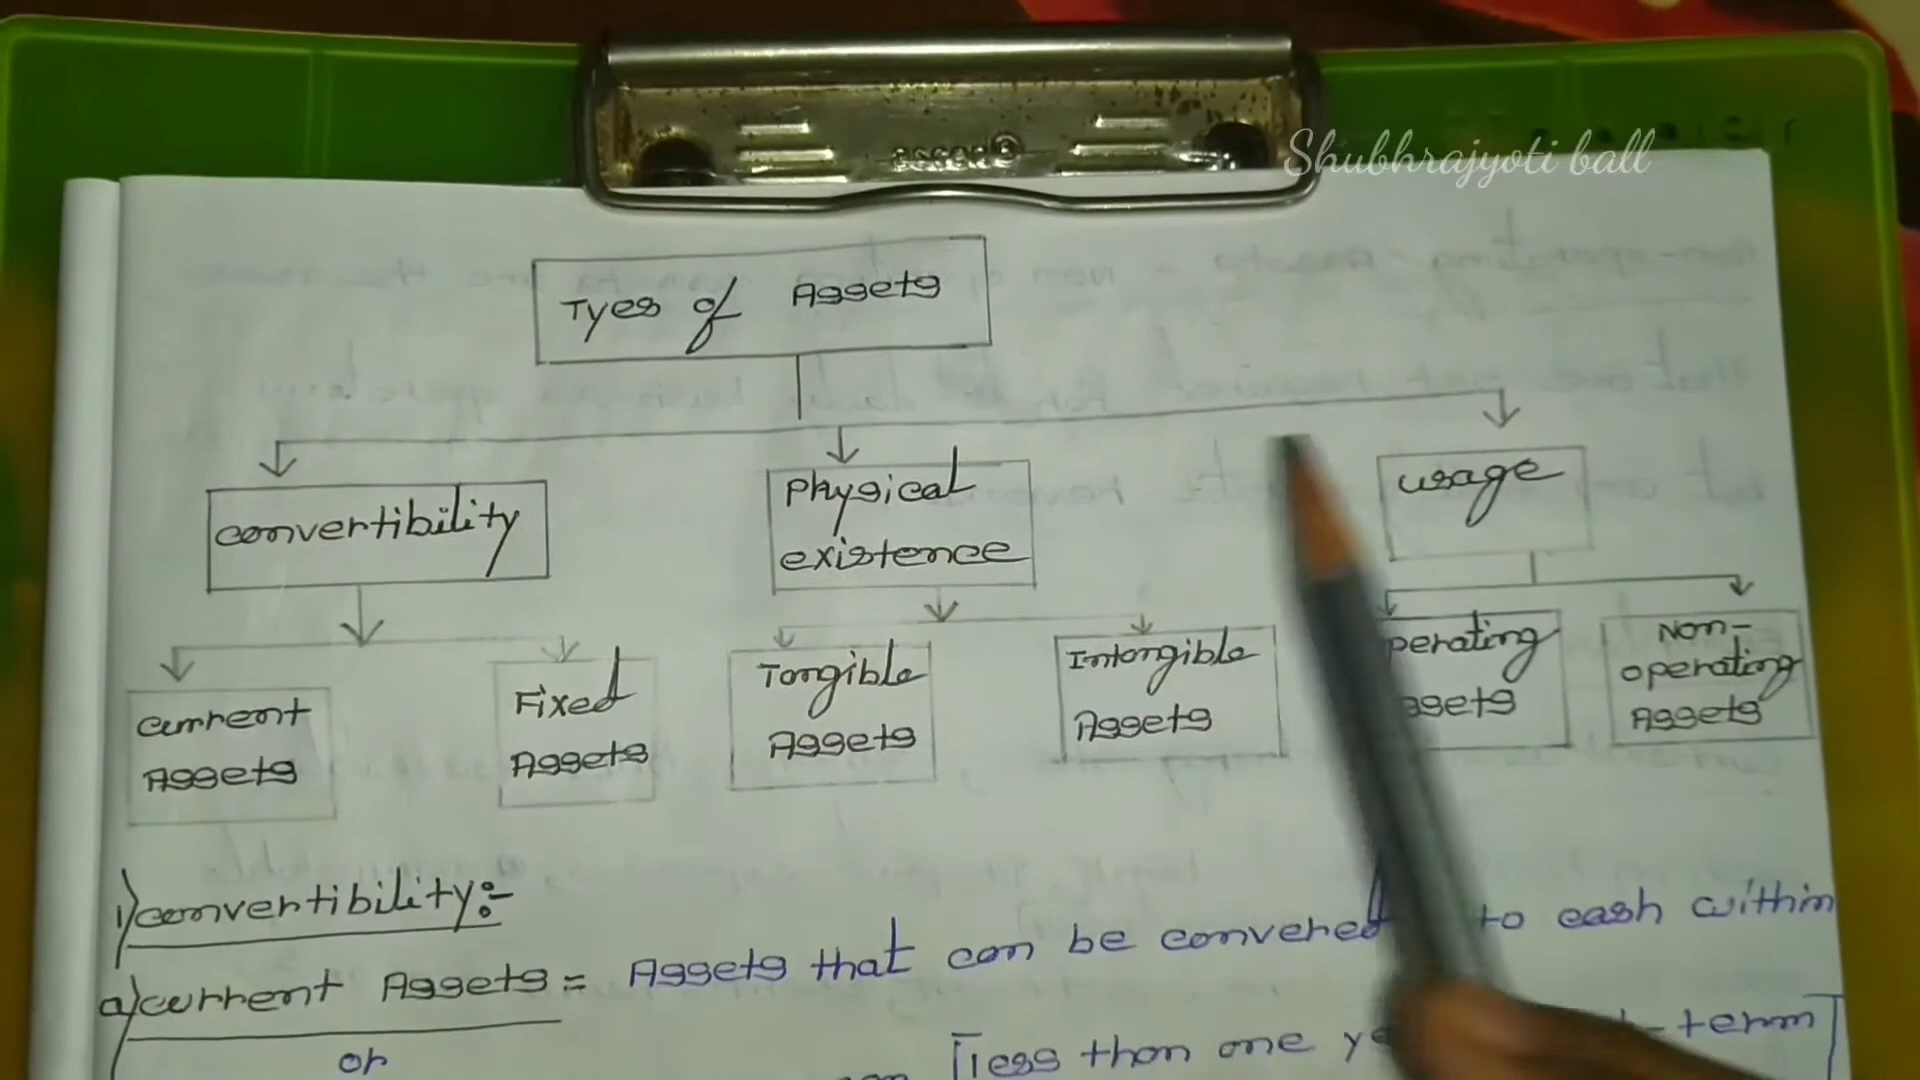 Shubhrajyoti ball
Tyes of Assets
convertibility
Physical
existence
usage
current
Assets
Fixed
Assets
Tangible
Assets
Intangible
Assets
perating
ssets
Non-
operating
Assets
1) convertibility:-
a) current Assets = Assets that can be convered to cash within
or
[less than one ye - term]